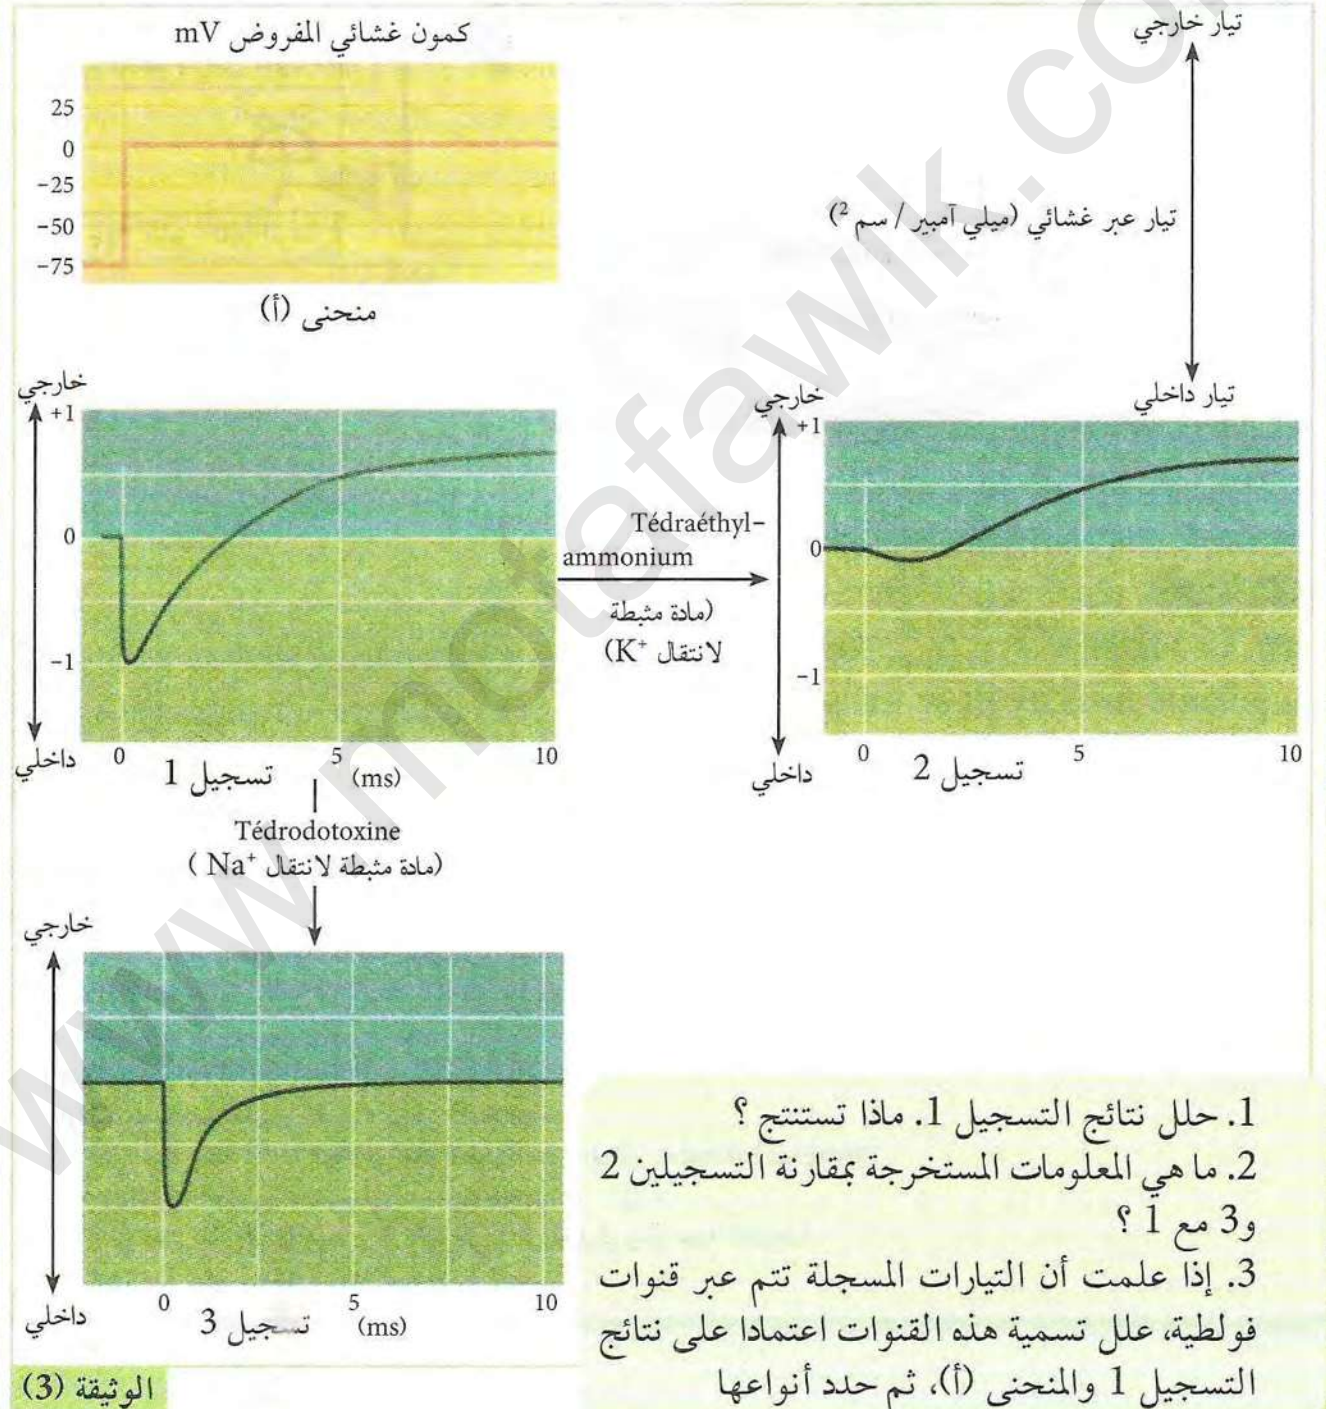 كمون غشائي المفروض mV
25
0
-25
-50
-75
منحنى (أ)
تيار خارجي
تيار عبر غشائي (ميلي آمبير / سم ²)
تيار داخلي
خارجي
+1
0
-1
داخلي
0 5 10
تسجيل 1 (ms)
Tédraéthyl-
ammonium
(مادة مثبطة
لانتقال K⁺)
خارجي
+1
0
-1
داخلي
0 5 10
تسجيل 2
Tédrodotoxine
(مادة مثبطة لانتقال Na⁺ )
خارجي
داخلي
0 5 10
تسجيل 3 (ms)
1. حلل نتائج التسجيل 1. ماذا تستنتج ؟
2. ما هي المعلومات المستخرجة بمقارنة التسجيلين 2
و3 مع 1 ؟
3. إذا علمت أن التيارات المسجلة تتم عبر قنوات
فولطية، علل تسمية هذه القنوات اعتمادا على نتائج
التسجيل 1 والمنحنى (أ)، ثم حدد أنواعها
الوثيقة (3)
www.motafawik.com